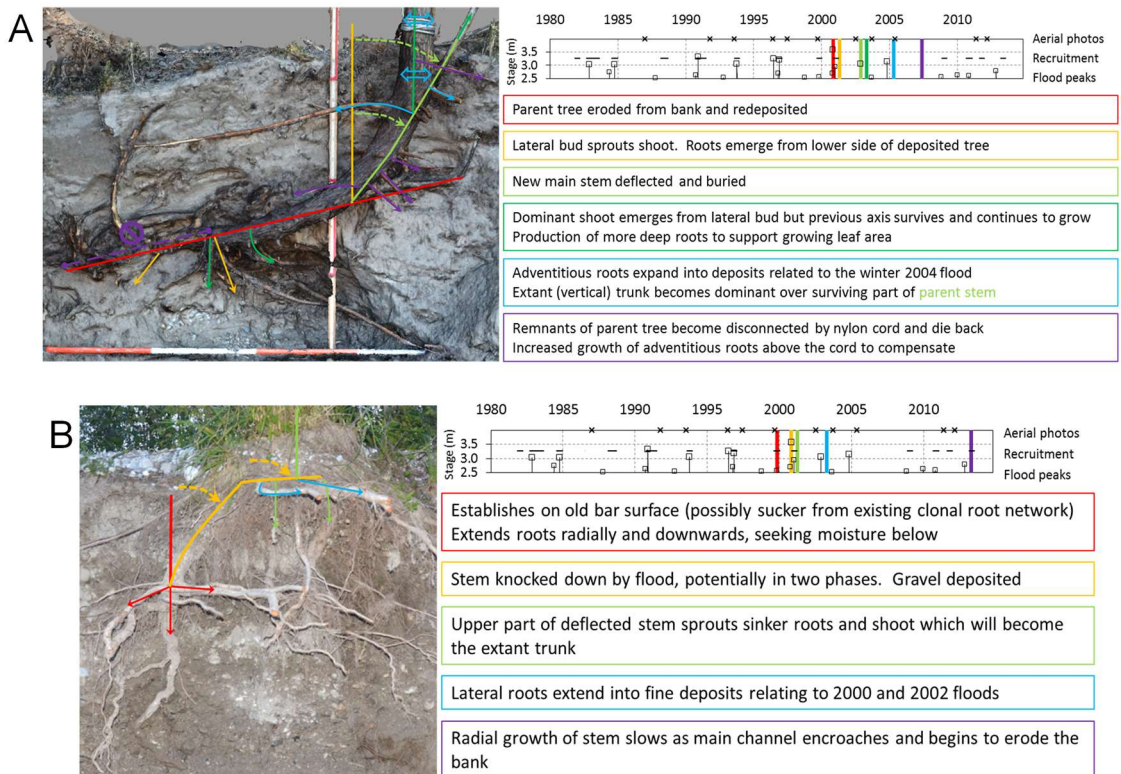 A
1980 1985 1990 1995 2000 2005 2010
Stage (m)
3.5
3.0
2.5
Aerial photos
Recruitment
Flood peaks
Parent tree eroded from bank and redeposited
Lateral bud sprouts shoot. Roots emerge from lower side of deposited tree
New main stem deflected and buried
Dominant shoot emerges from lateral bud but previous axis survives and continues to grow
Production of more deep roots to support growing leaf area
Adventitious roots expand into deposits related to the winter 2004 flood
Extant (vertical) trunk becomes dominant over surviving part of parent stem
Remnants of parent tree become disconnected by nylon cord and die back
Increased growth of adventitious roots above the cord to compensate
B
1980 1985 1990 1995 2000 2005 2010
Stage (m)
3.5
3.0
2.5
Aerial photos
Recruitment
Flood peaks
Establishes on old bar surface (possibly sucker from existing clonal root network)
Extends roots radially and downwards, seeking moisture below
Stem knocked down by flood, potentially in two phases. Gravel deposited
Upper part of deflected stem sprouts sinker roots and shoot which will become
the extant trunk
Lateral roots extend into fine deposits relating to 2000 and 2002 floods
Radial growth of stem slows as main channel encroaches and begins to erode the
bank